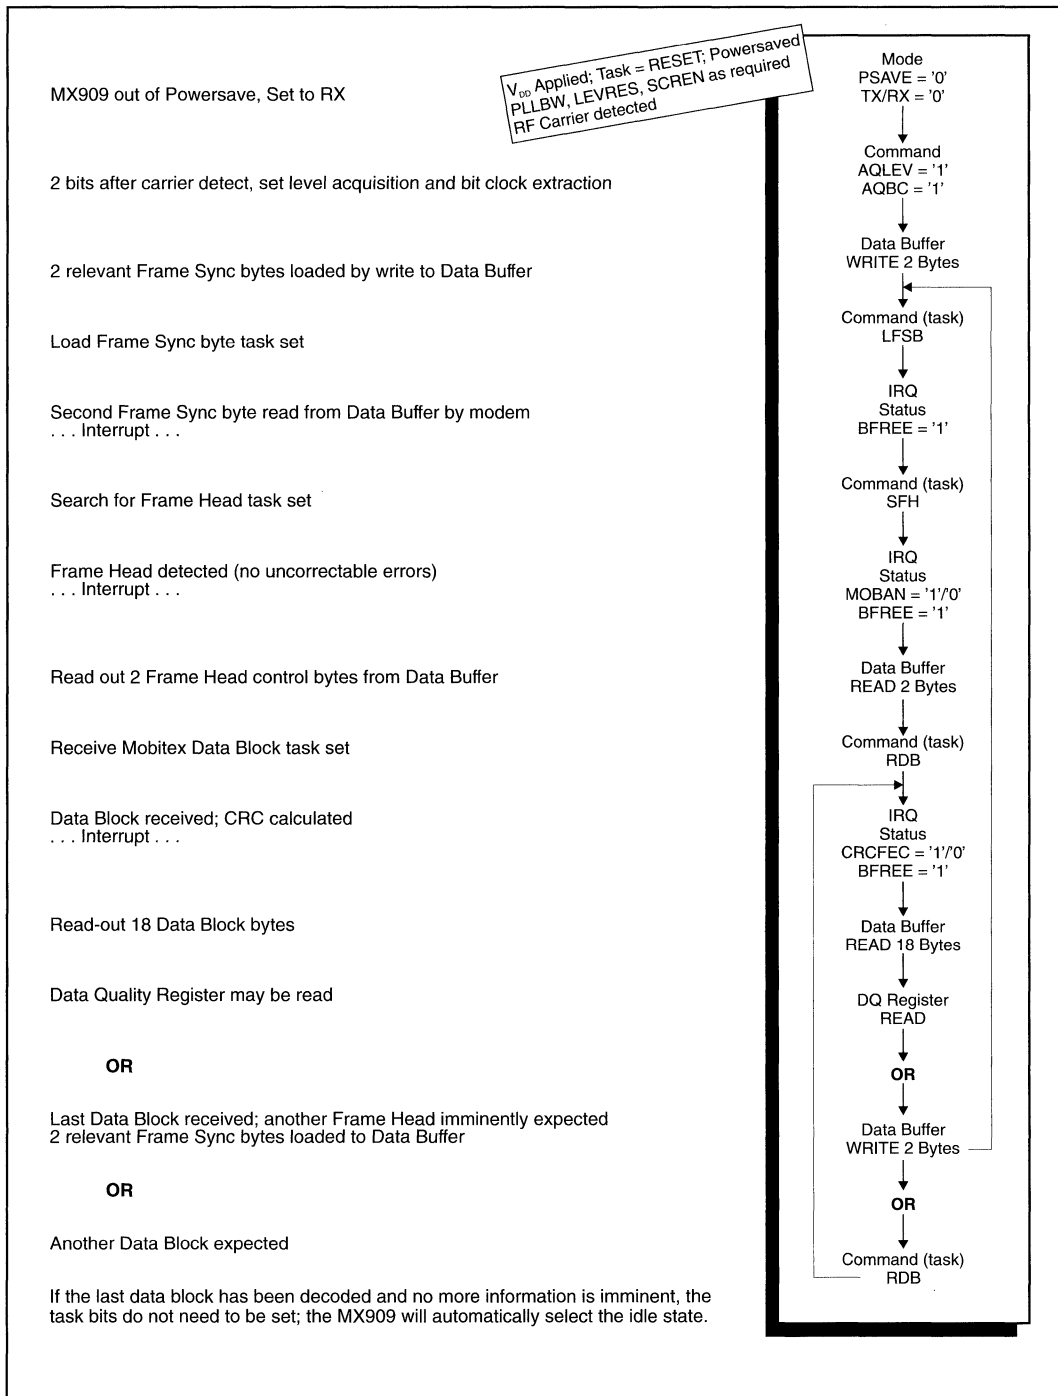 V_DD Applied; Task = RESET; Powersaved
PLLBW, LEVRES, SCREN as required
RF Carrier detected
MX909 out of Powersave, Set to RX
Mode
PSAVE = '0'
TX/RX = '0'
2 bits after carrier detect, set level acquisition and bit clock extraction
Command
AQLEV = '1'
AQBC = '1'
2 relevant Frame Sync bytes loaded by write to Data Buffer
Data Buffer
WRITE 2 Bytes
Load Frame Sync byte task set
Command (task)
LFSB
Second Frame Sync byte read from Data Buffer by modem
. . . Interrupt . . .
IRQ
Status
BFREE = '1'
Search for Frame Head task set
Command (task)
SFH
Frame Head detected (no uncorrectable errors)
. . . Interrupt . . .
IRQ
Status
MOBAN = '1'/'0'
BFREE = '1'
Read out 2 Frame Head control bytes from Data Buffer
Data Buffer
READ 2 Bytes
Receive Mobitex Data Block task set
Command (task)
RDB
Data Block received; CRC calculated
. . . Interrupt . . .
IRQ
Status
CRCFEC = '1'/'0'
BFREE = '1'
Read-out 18 Data Block bytes
Data Buffer
READ 18 Bytes
Data Quality Register may be read
DQ Register
READ
OR
OR
Last Data Block received; another Frame Head imminently expected
2 relevant Frame Sync bytes loaded to Data Buffer
Data Buffer
WRITE 2 Bytes
OR
OR
Another Data Block expected
Command (task)
RDB
If the last data block has been decoded and no more information is imminent, the
task bits do not need to be set; the MX909 will automatically select the idle state.